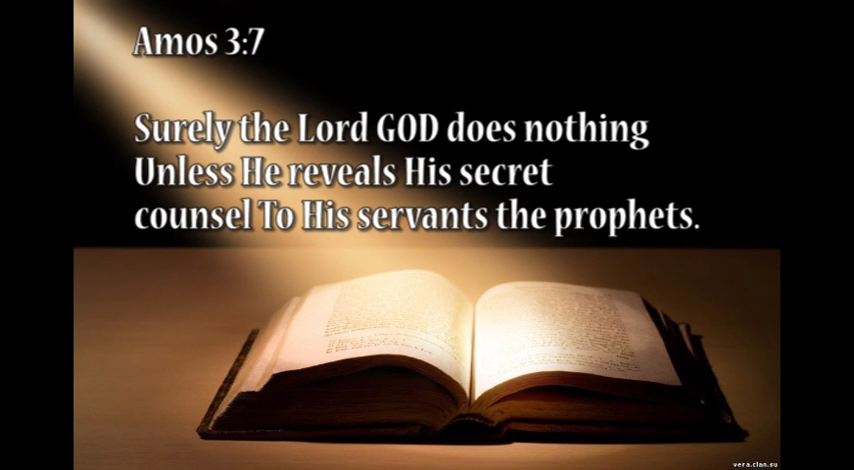 Amos 3:7
Surely the Lord GOD does nothing
Unless He reveals His secret
counsel To His servants the prophets.
vera.clan.su